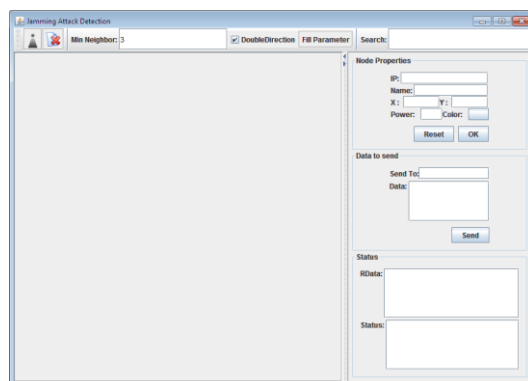 Jamming Attack Detection
Min Neighbor: 3 DoubleDirection Fill Parameter Search:
Node Properties
IP:
Name:
X : Y :
Power: Color:
Reset OK
Data to send
Send To:
Data:
Send
Status
RData:
Status: